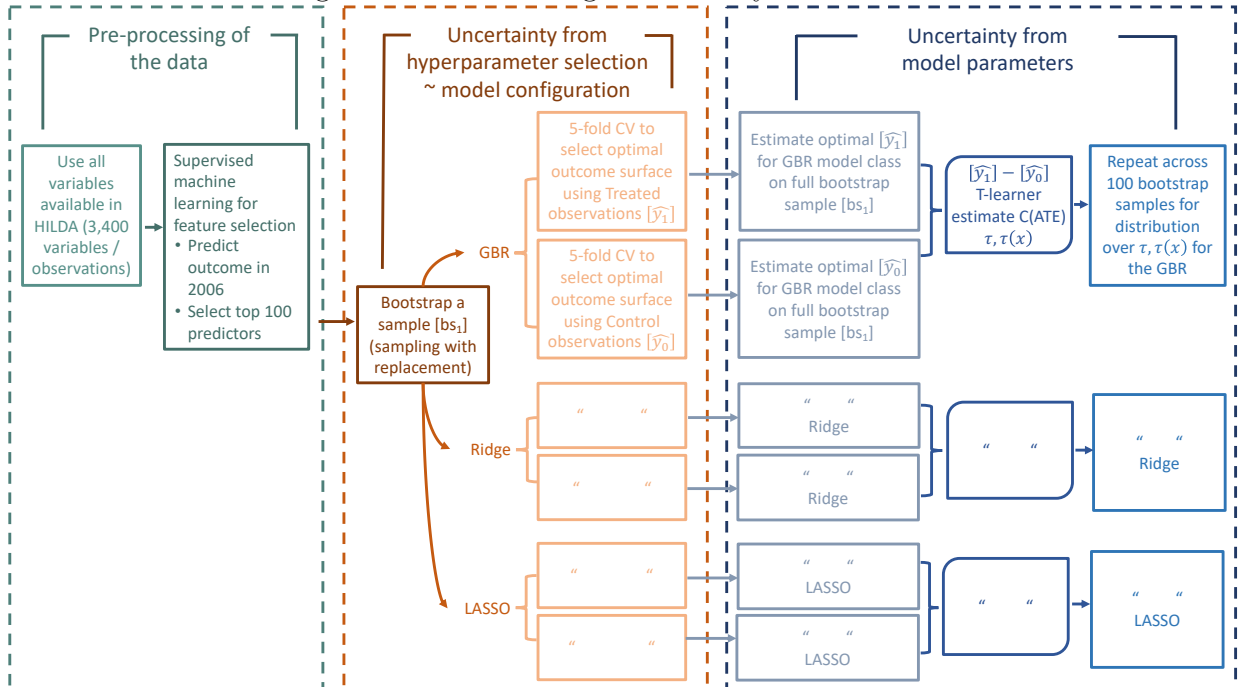 Pre-processing of
the data
Use all
variables
available in
HILDA (3,400
variables /
observations)
Supervised
machine
learning for
feature selection
• Predict
outcome in
2006
• Select top 100
predictors
Uncertainty from
hyperparameter selection
~ model configuration
Bootstrap a
sample [bs₁]
(sampling with
replacement)
GBR
5-fold CV to
select optimal
outcome surface
using Treated
observations [ŷ₁]
5-fold CV to
select optimal
outcome surface
using Control
observations [ŷ₀]
Ridge
“ “
“ “
LASSO
“ “
“ “
Uncertainty from
model parameters
Estimate optimal [ŷ₁]
for GBR model class
on full bootstrap
sample [bs₁]
Estimate optimal [ŷ₀]
for GBR model class
on full bootstrap
sample [bs₁]
[ŷ₁] − [ŷ₀]
T-learner
estimate C(ATE)
τ, τ(x)
Repeat across
100 bootstrap
samples for
distribution
over τ, τ(x) for
the GBR
“ “
Ridge
“ “
Ridge
“ “
“ “
Ridge
“ “
LASSO
“ “
LASSO
“ “
“ “
LASSO